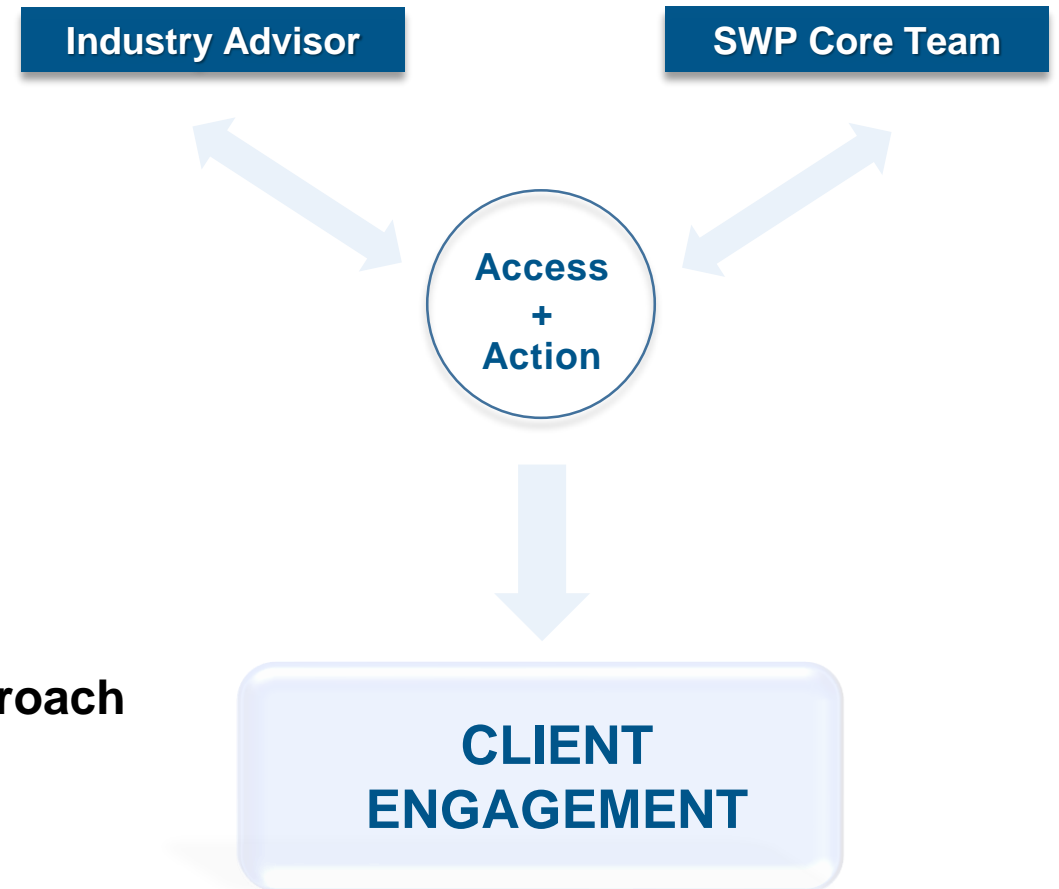 Industry Advisor
SWP Core Team
Access
+
Action
roach
CLIENT
ENGAGEMENT